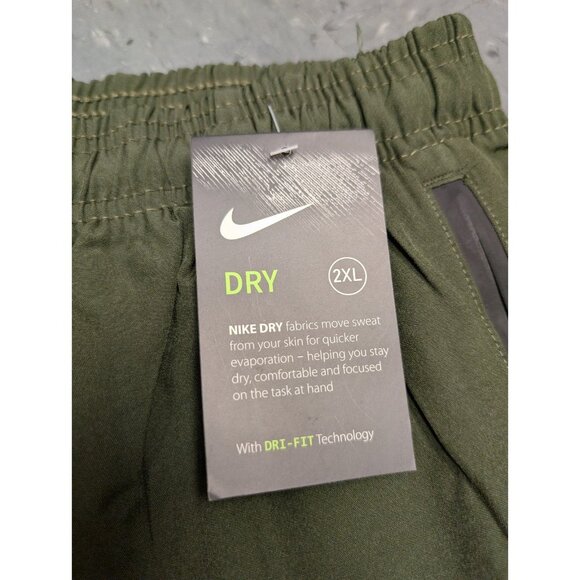 DRY
2XL
NIKE DRY fabrics move sweat
from your skin for quicker
evaporation – helping you stay
dry, comfortable and focused
on the task at hand
With DRI-FIT Technology